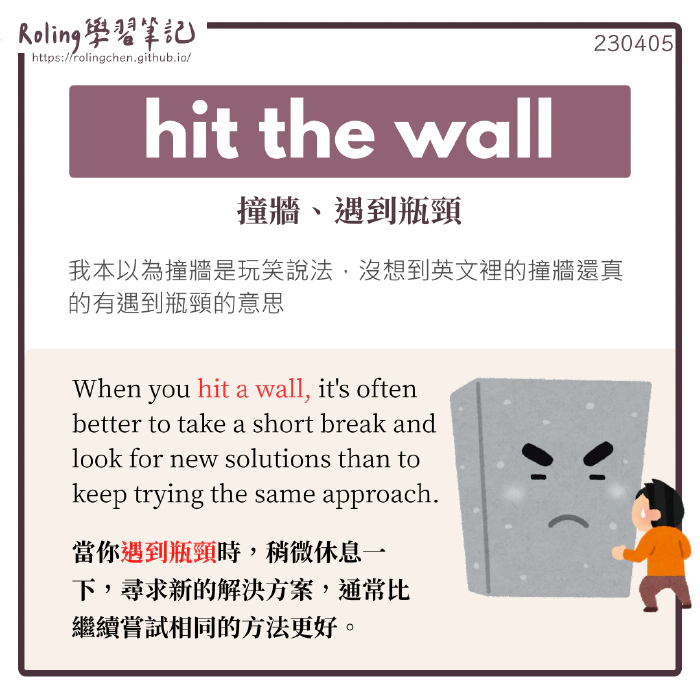 Roling學習筆記
https://rolingchen.github.io/
230405
hit the wall
撞牆、遇到瓶頸
我本以為撞牆是玩笑說法，沒想到英文裡的撞牆還真
的有遇到瓶頸的意思
When you hit a wall, it's often
better to take a short break and
look for new solutions than to
keep trying the same approach.
當你遇到瓶頸時，稍微休息一
下，尋求新的解決方案，通常比
繼續嘗試相同的方法更好。